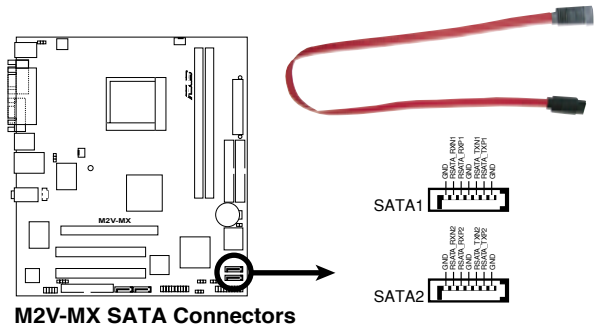 GND
RSATA_RXN1
RSATA_RXP1
GND
RSATA_TXN1
RSATA_TXP1
GND
SATA1
M2V-MX
GND
RSATA_RXN2
RSATA_RXP2
GND
RSATA_TXN2
RSATA_TXP2
GND
SATA2
M2V-MX SATA Connectors